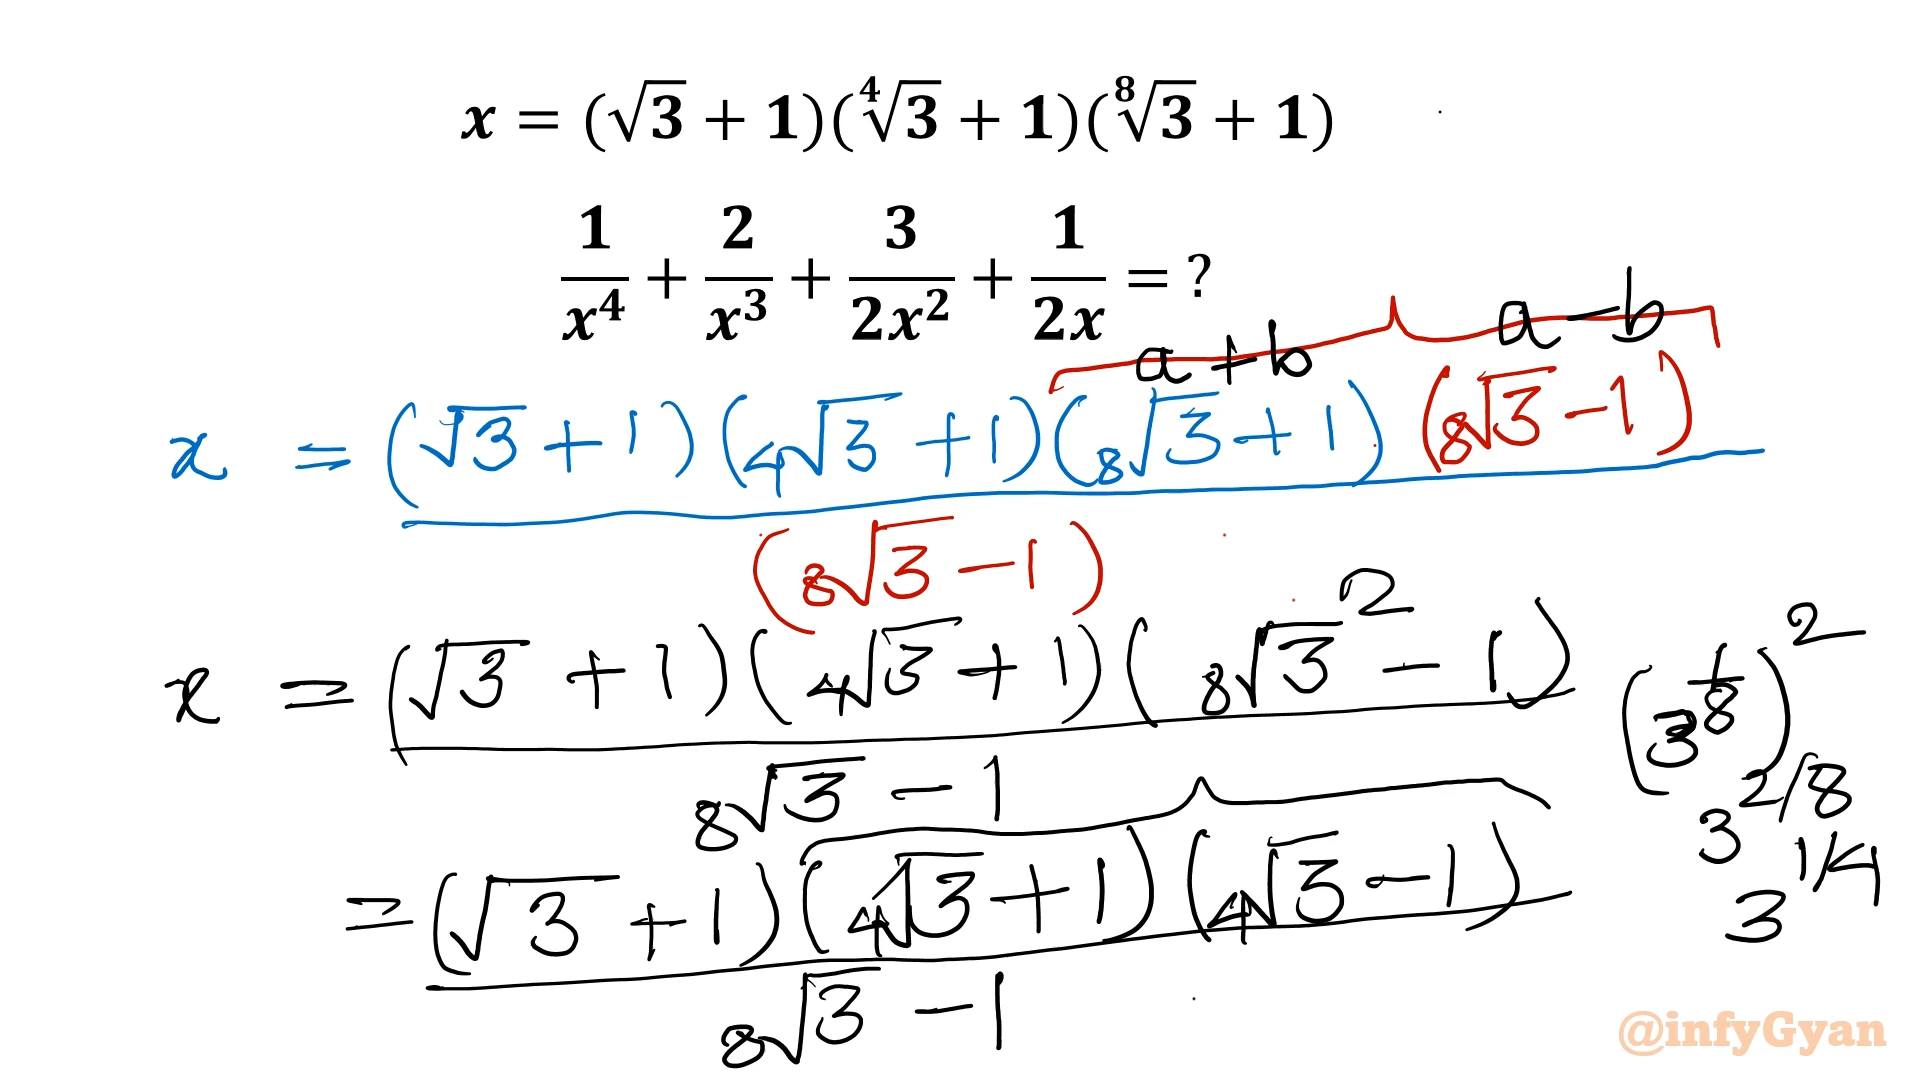 x = (√3 + 1)(⁴√3 + 1)(⁸√3 + 1)
1/x⁴ + 2/x³ + 3/2x² + 1/2x = ?
a + b a − b
x = (√3 + 1)(⁴√3 + 1)(⁸√3 + 1)(⁸√3 − 1)
(⁸√3 − 1)
x = (√3 + 1)(⁴√3 + 1)(⁸√3² − 1)
⁸√3 − 1
(3^1/8)²
3^2/8
3^1/4
= (√3 + 1)(⁴√3 + 1)(⁴√3 − 1)
⁸√3 − 1
@infyGyan